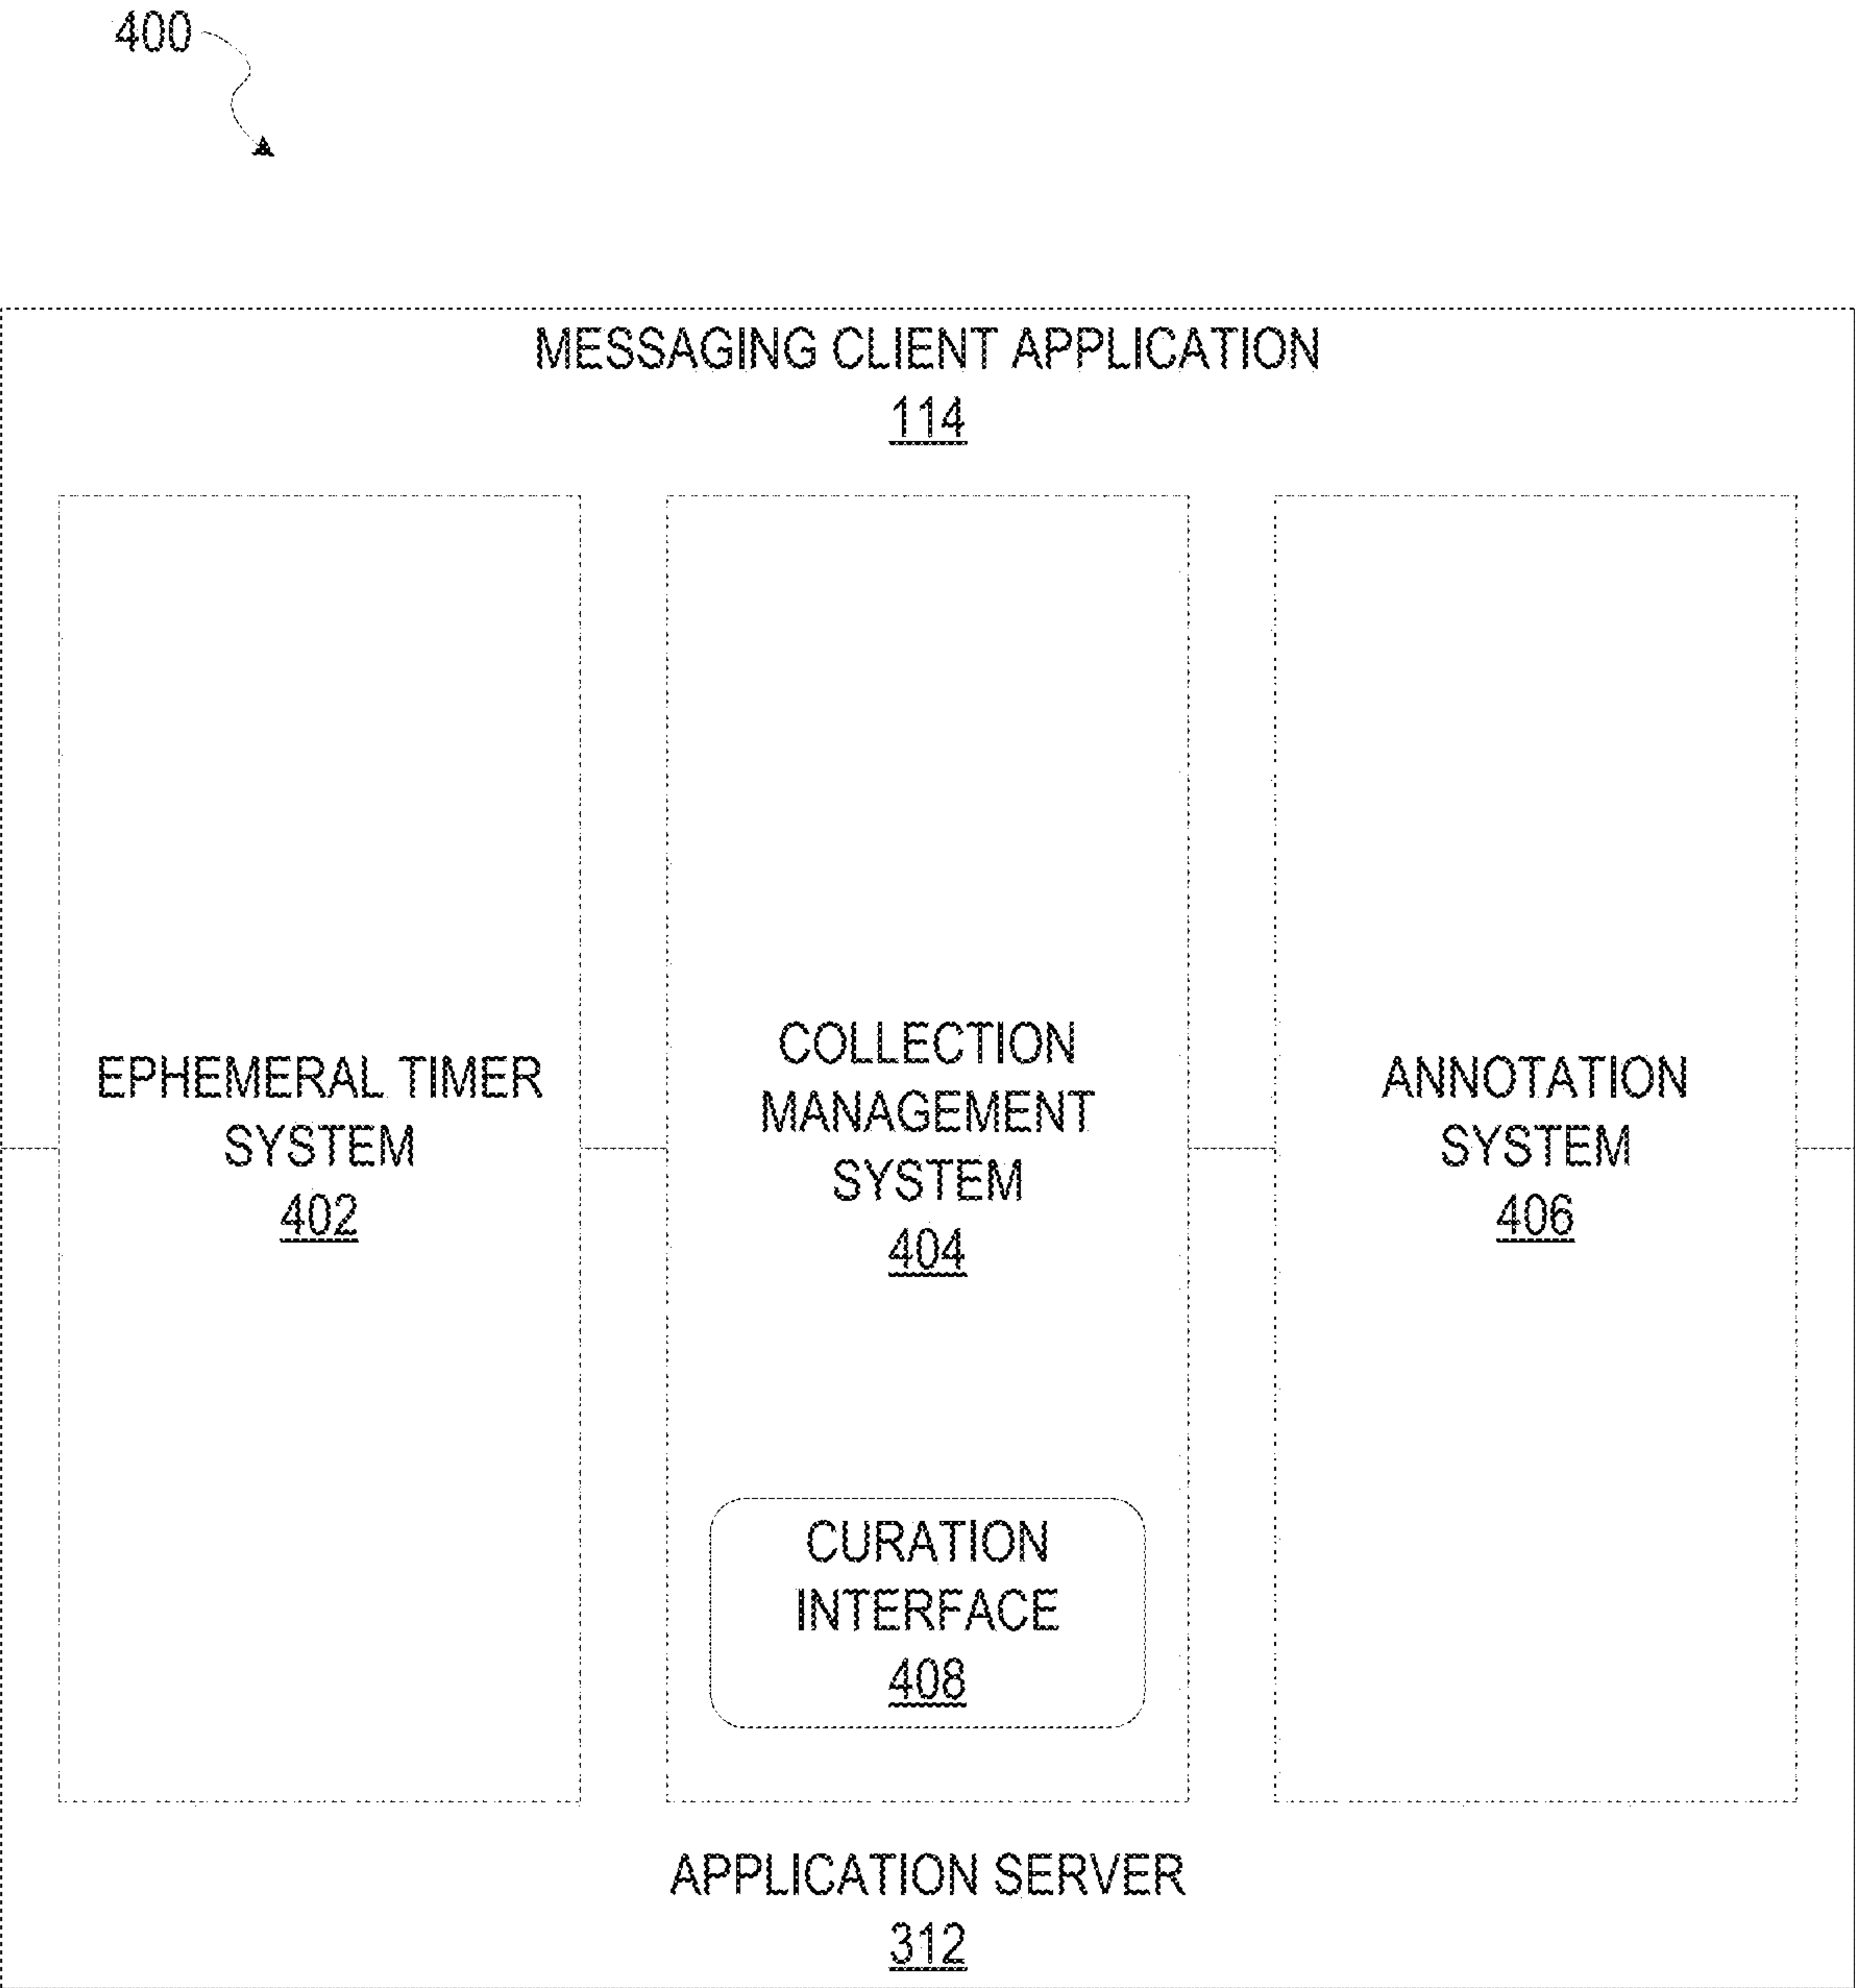 400
MESSAGING CLIENT APPLICATION
114
EPHEMERAL TIMER
SYSTEM
402
COLLECTION
MANAGEMENT
SYSTEM
404
CURATION
INTERFACE
408
ANNOTATION
SYSTEM
406
APPLICATION SERVER
312